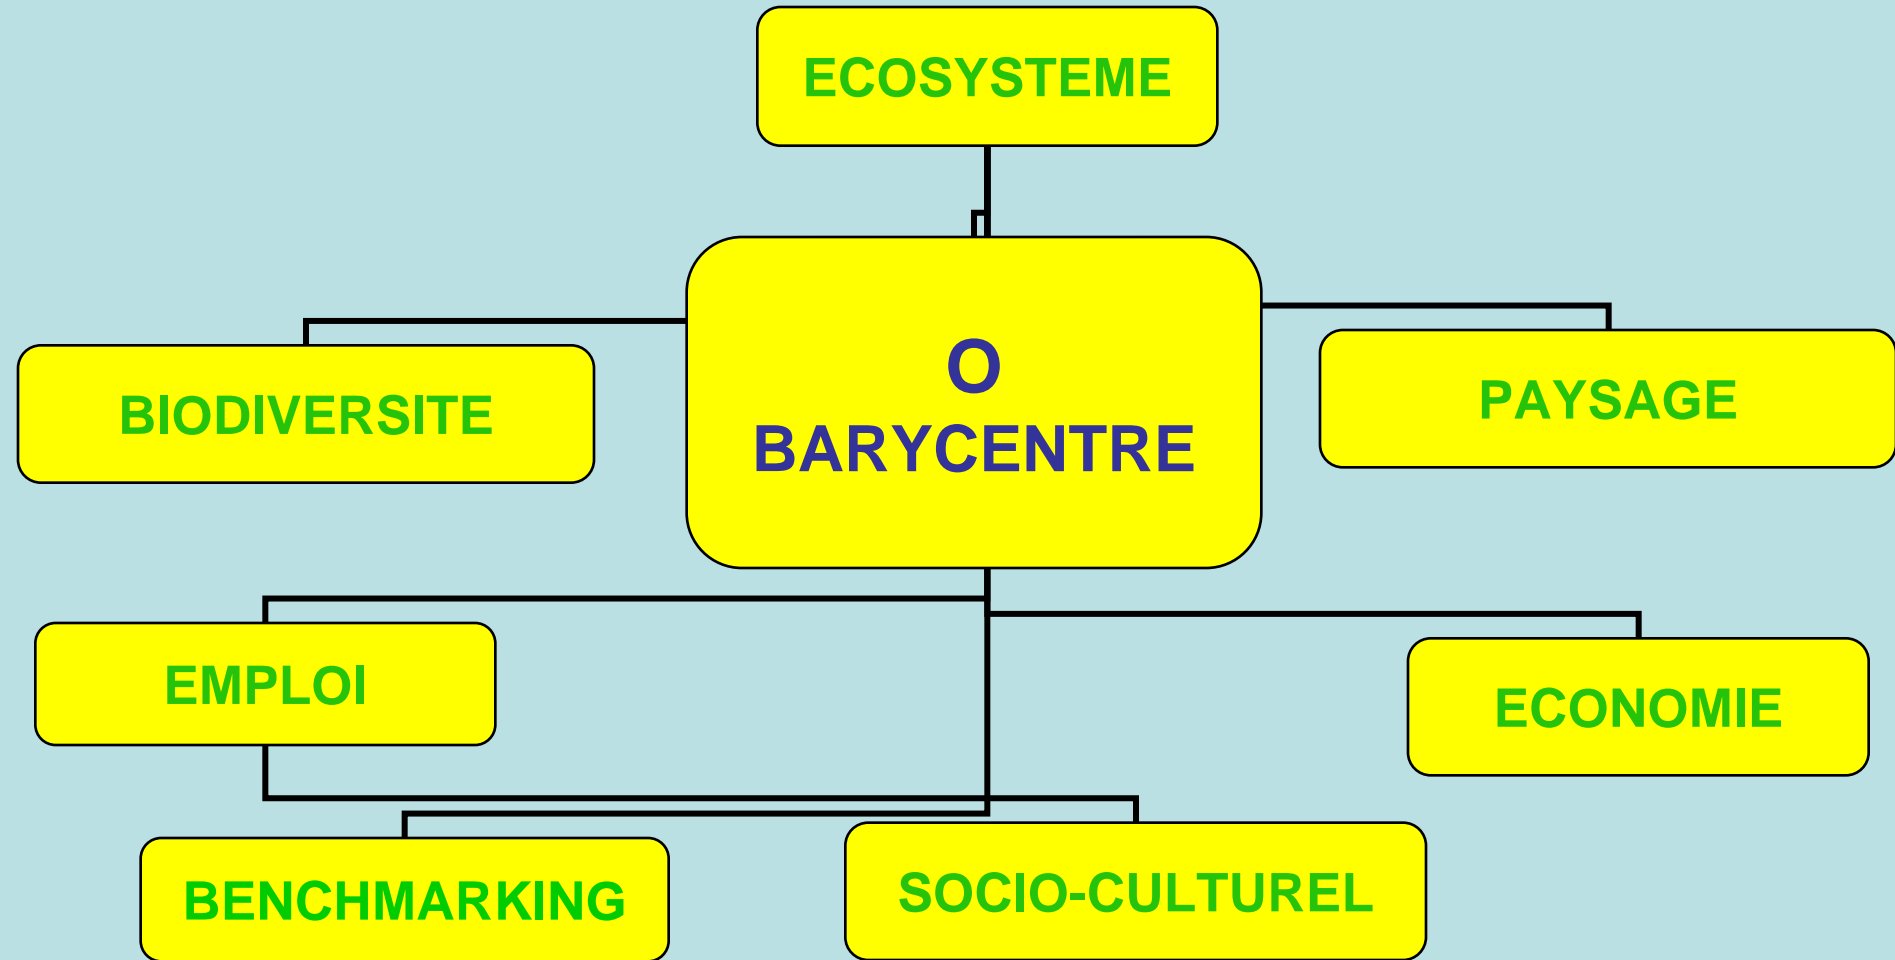 ECOSYSTEME
O
BARYCENTRE
BIODIVERSITE
PAYSAGE
EMPLOI
ECONOMIE
BENCHMARKING
SOCIO-CULTUREL